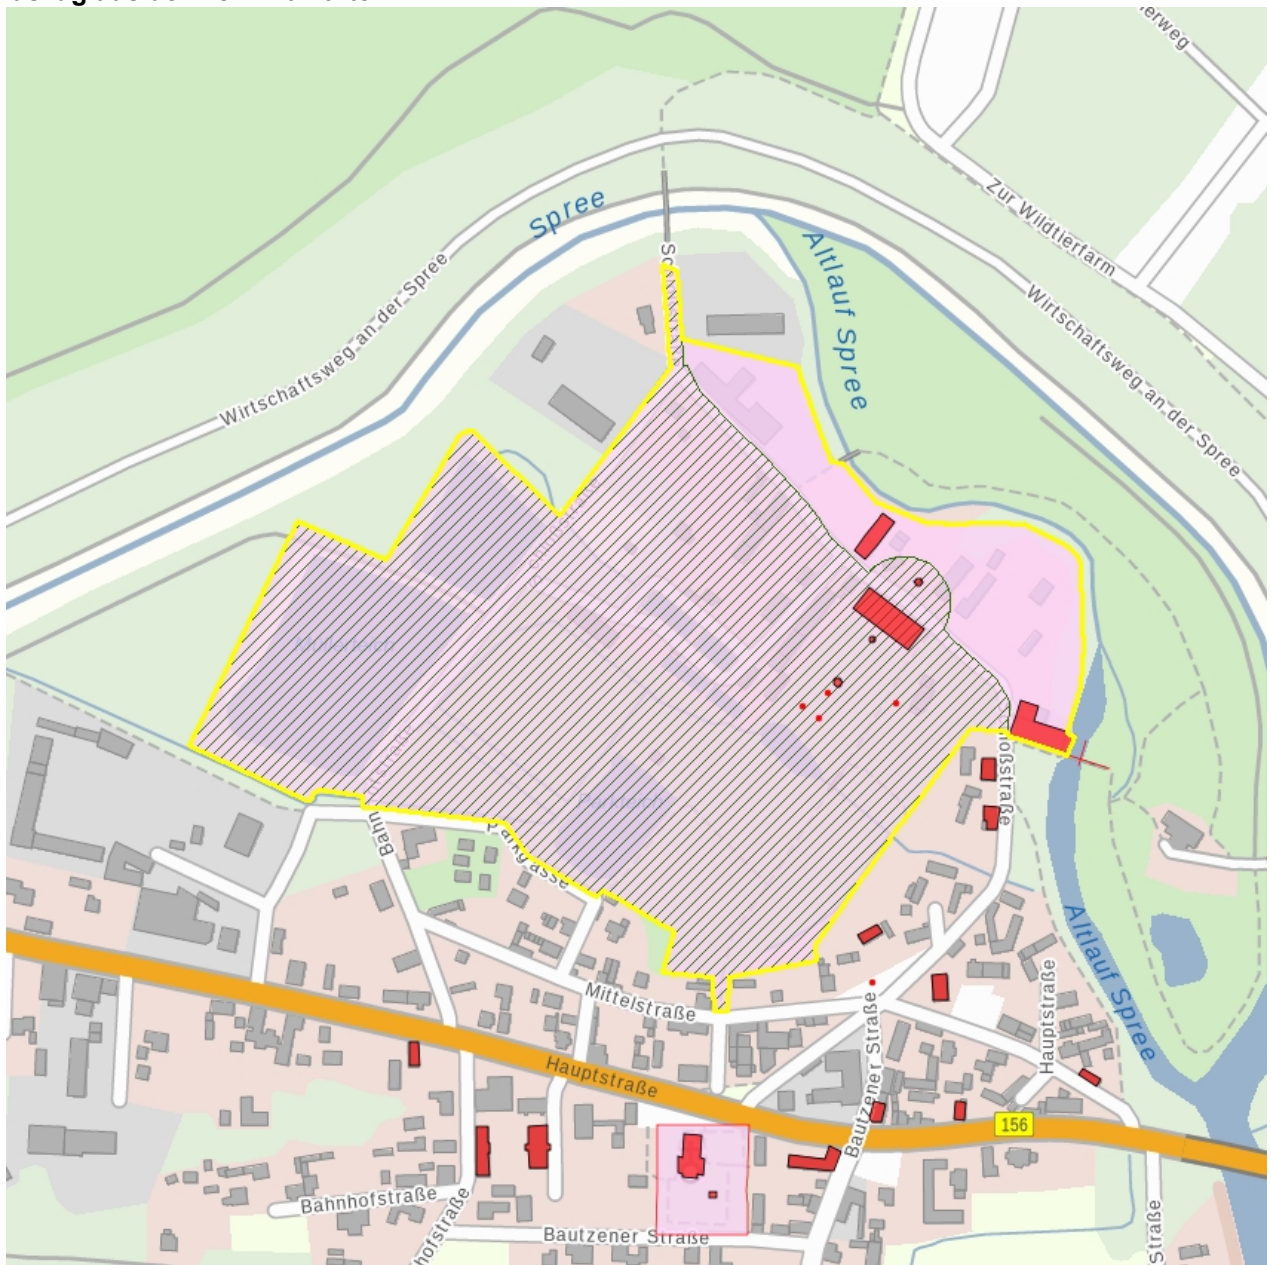 Spree
Altlauf Spree
Zur Wildtierfarm
Wirtschaftsweg an der Spree
Wirtschaftsweg an der Spree
Parkgasse
Mittelstraße
Hauptstraße
Hauptstraße
Altlauf Spree
Bautzener Straße
156
Bahnhofstraße
Bautzener Straße
Straße